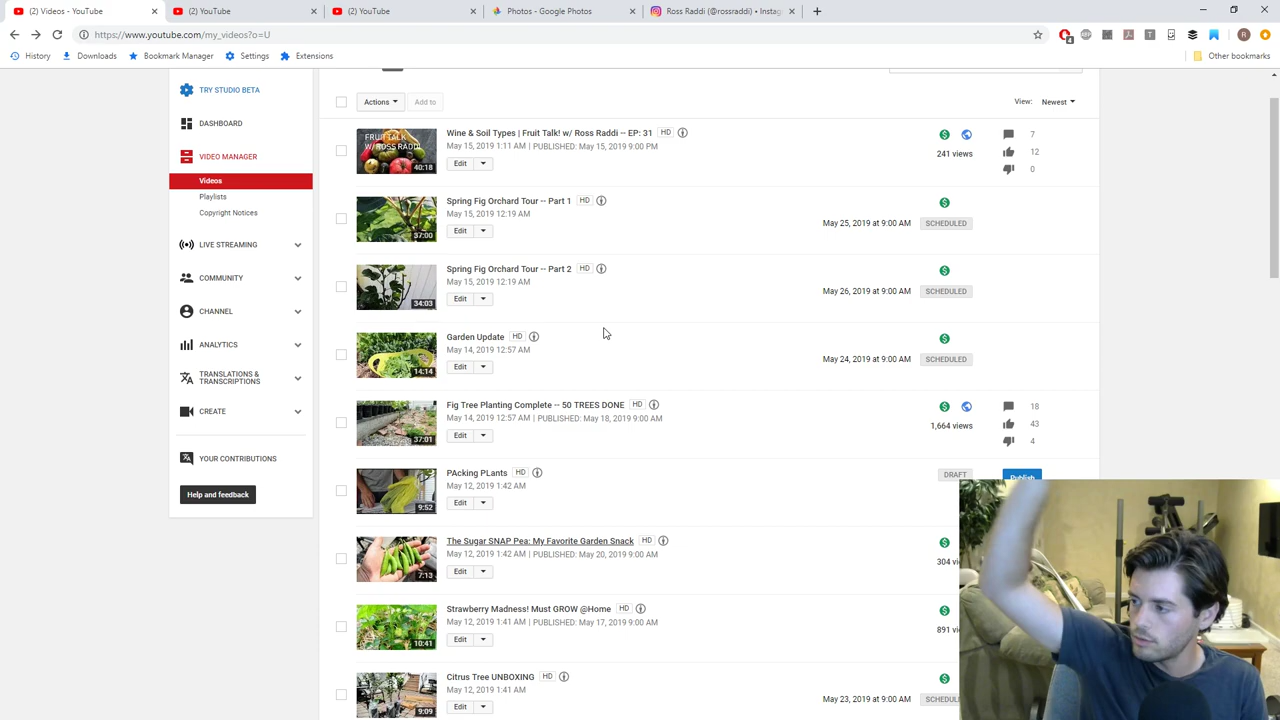 (2) Videos - YouTube
(2) YouTube
(2) YouTube
Photos - Google Photos
Ross Raddi (@rossraddi) • Instag
https://www.youtube.com/my_videos?o=U
4
R
History
Downloads
Bookmark Manager
Settings
Extensions
Other bookmarks
TRY STUDIO BETA
DASHBOARD
VIDEO MANAGER
Videos
Playlists
Copyright Notices
LIVE STREAMING
COMMUNITY
CHANNEL
ANALYTICS
TRANSLATIONS &
TRANSCRIPTIONS
CREATE
YOUR CONTRIBUTIONS
Help and feedback
Actions
Add to
View:
Newest
FRUIT TALK
W/ROSS RADDI
40:18
Wine & Soil Types | Fruit Talk! w/ Ross Raddi -- EP: 31 HD
May 15, 2019 1:11 AM | PUBLISHED: May 15, 2019 9:00 PM
Edit
241 views
7
12
0
37:00
Spring Fig Orchard Tour -- Part 1 HD
May 15, 2019 12:19 AM
Edit
May 25, 2019 at 9:00 AM SCHEDULED
34:03
Spring Fig Orchard Tour -- Part 2 HD
May 15, 2019 12:19 AM
Edit
May 26, 2019 at 9:00 AM SCHEDULED
14:14
Garden Update HD
May 14, 2019 12:57 AM
Edit
May 24, 2019 at 9:00 AM SCHEDULED
37:01
Fig Tree Planting Complete -- 50 TREES DONE HD
May 14, 2019 12:57 AM | PUBLISHED: May 18, 2019 9:00 AM
Edit
1,664 views
18
43
4
9:52
PAcking PLants HD
May 12, 2019 1:42 AM
Edit
DRAFT
Publish
7:13
The Sugar SNAP Pea: My Favorite Garden Snack HD
May 12, 2019 1:42 AM | PUBLISHED: May 20, 2019 9:00 AM
Edit
304 vi
10:41
Strawberry Madness! Must GROW @Home HD
May 12, 2019 1:41 AM | PUBLISHED: May 17, 2019 9:00 AM
Edit
891 vi
9:09
Citrus Tree UNBOXING HD
May 12, 2019 1:41 AM
Edit
May 23, 2019 at 9:00 AM SCHEDUL